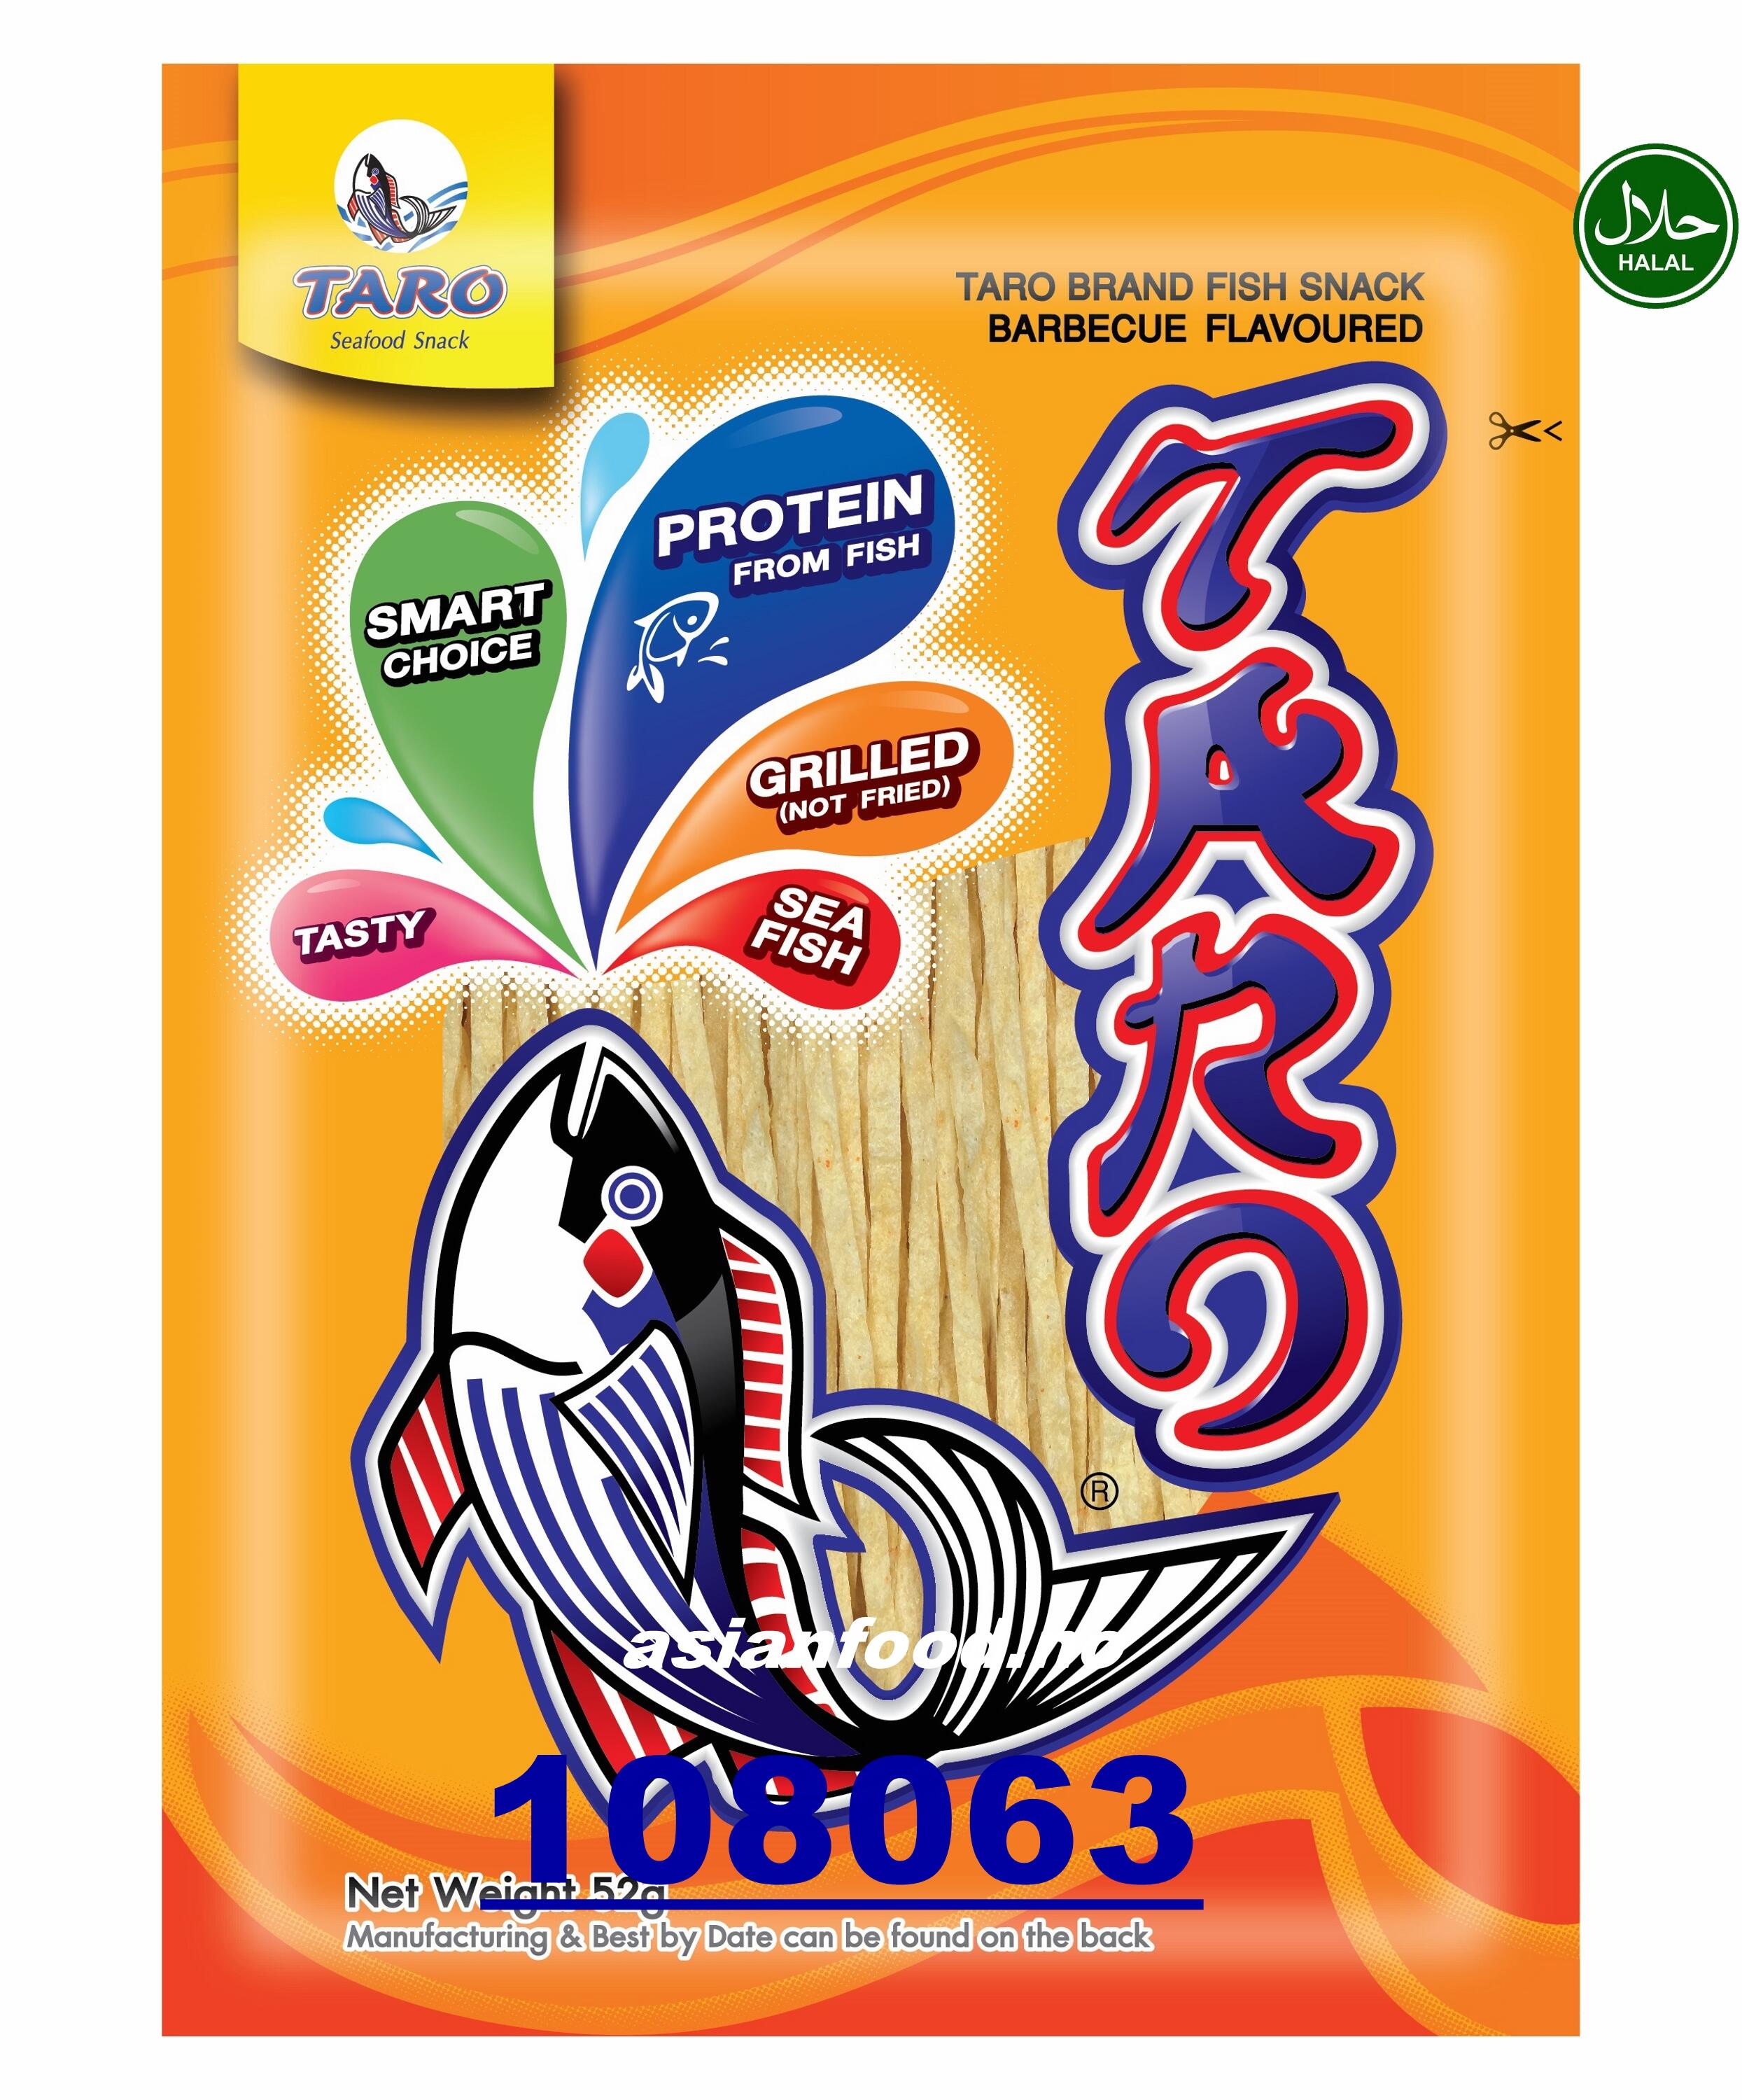 TARO
Seafood Snack
حلال
HALAL
TARO BRAND FISH SNACK
BARBECUE FLAVOURED
PROTEIN
FROM FISH
SMART
CHOICE
GRILLED
(NOT FRIED)
TASTY
SEA
FISH
TARO
®
asianfood.no
108063
Net Weight 52g
Manufacturing & Best by Date can be found on the back